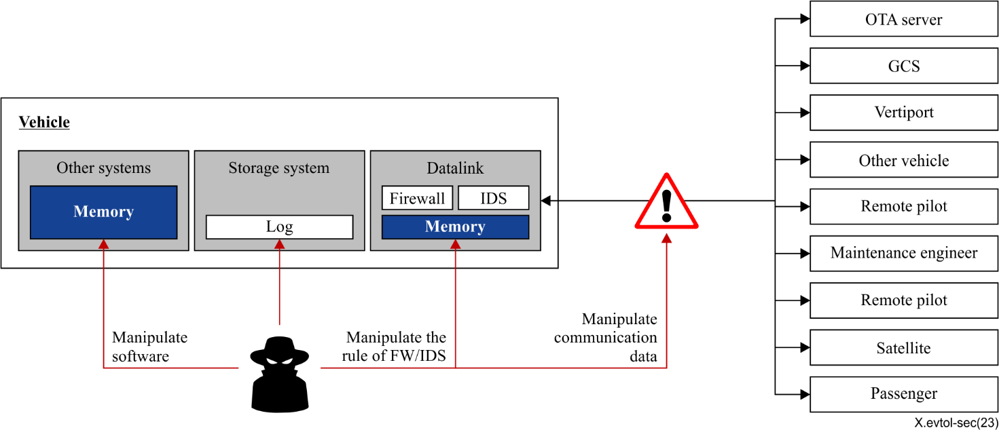 Vehicle
Other systems
Memory
Storage system
Log
Datalink
Firewall
IDS
Memory
Manipulate
software
Manipulate the
rule of FW/IDS
Manipulate
communication
data
OTA server
GCS
Vertiport
Other vehicle
Remote pilot
Maintenance engineer
Remote pilot
Satellite
Passenger
X.evtol-sec(23)